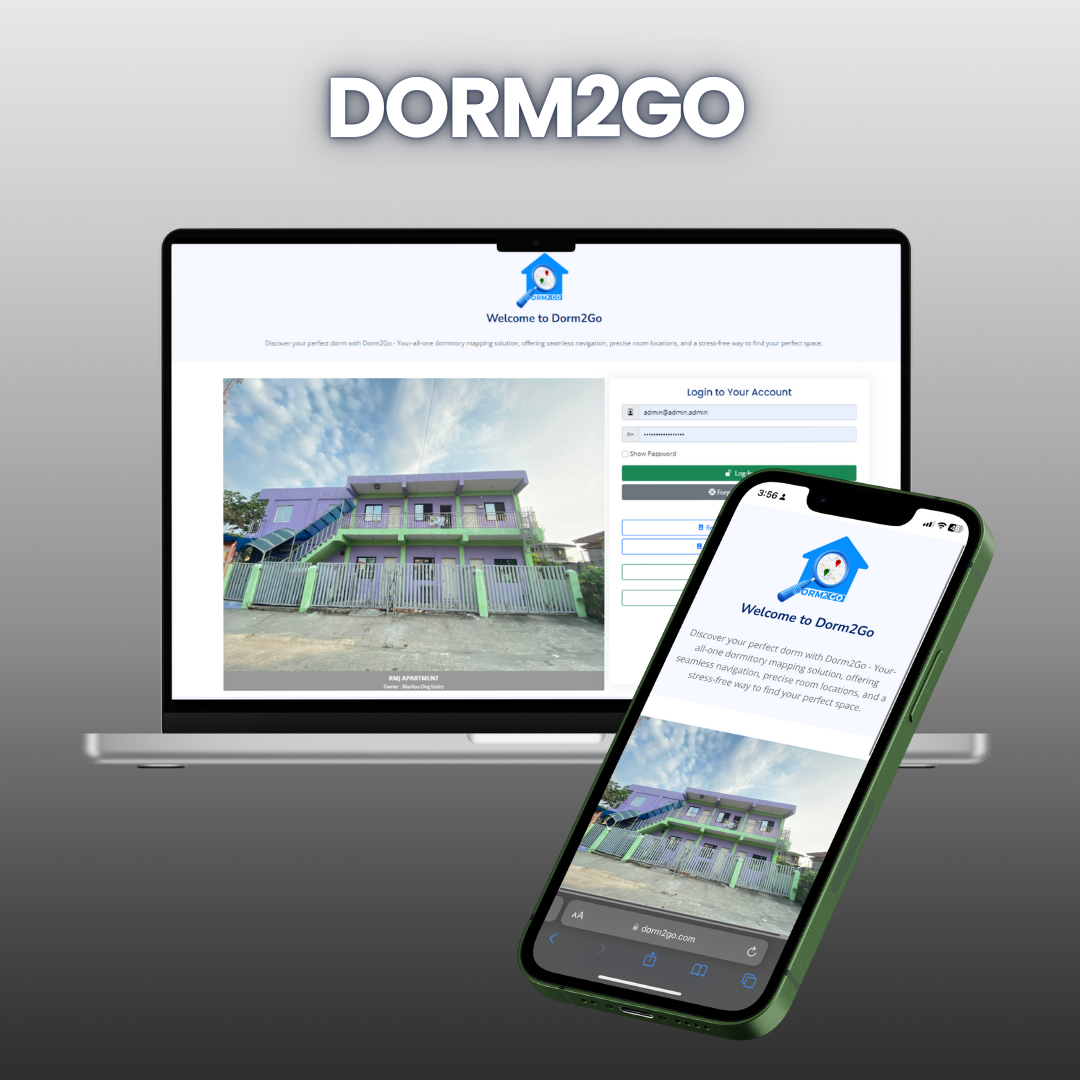 DORM2GO
DORM2GO
Welcome to Dorm2Go
Discover your perfect dorm with Dorm2Go - Your-all-one dormitory mapping solution, offering seamless navigation, precise room locations, and a stress-free way to find your perfect space.
Login to Your Account
admin@admin.admin
Show Password
Log-In
RMJ APARTMENT
Owner : Marilou Ong Isidro
3:56
DORM2GO
Welcome to Dorm2Go
Discover your perfect dorm with Dorm2Go - Your-
all-one dormitory mapping solution, offering
seamless navigation, precise room locations, and a
stress-free way to find your perfect space.
AA
dorm2go.com